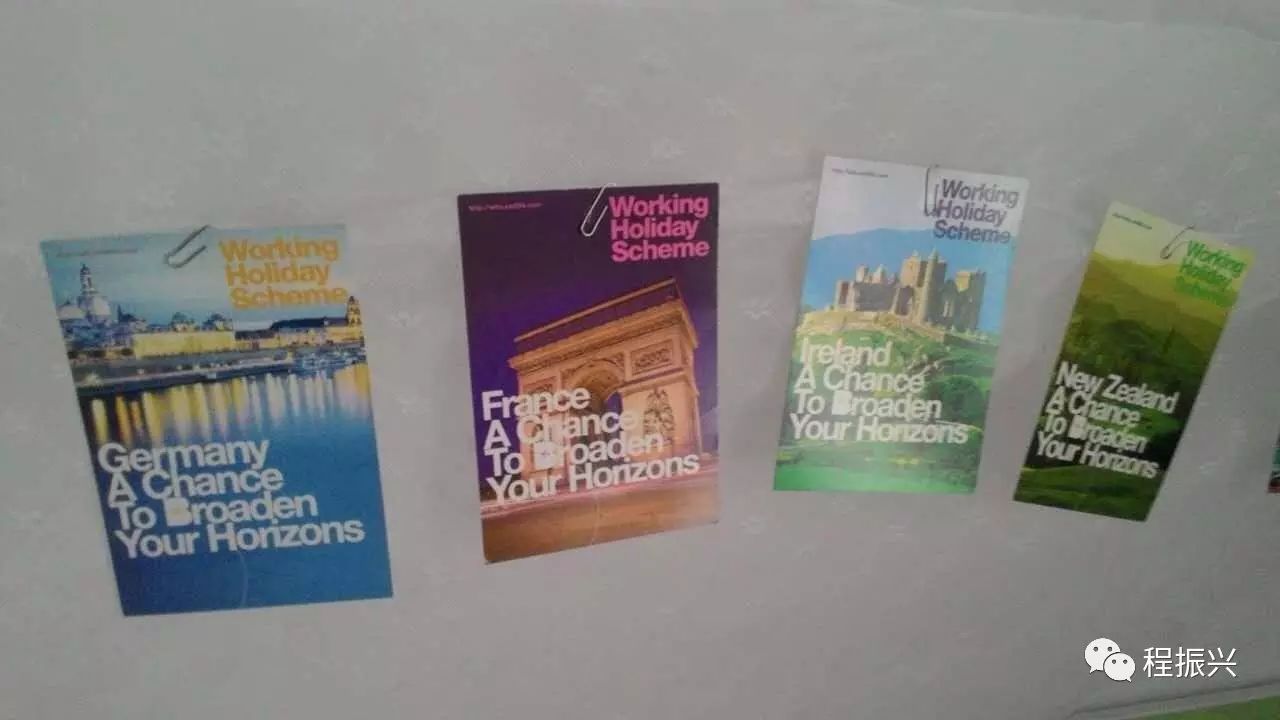 Working
Holiday
Scheme
Germany
A Chance
To Broaden
Your Horizons
Working
Holiday
Scheme
France
A Chance
To Broaden
Your Horizons
Working
Holiday
Scheme
Ireland
A Chance
To Broaden
Your Horizons
Working
Holiday
Scheme
New Zealand
A Chance
To Broaden
Your Horizons
程振兴